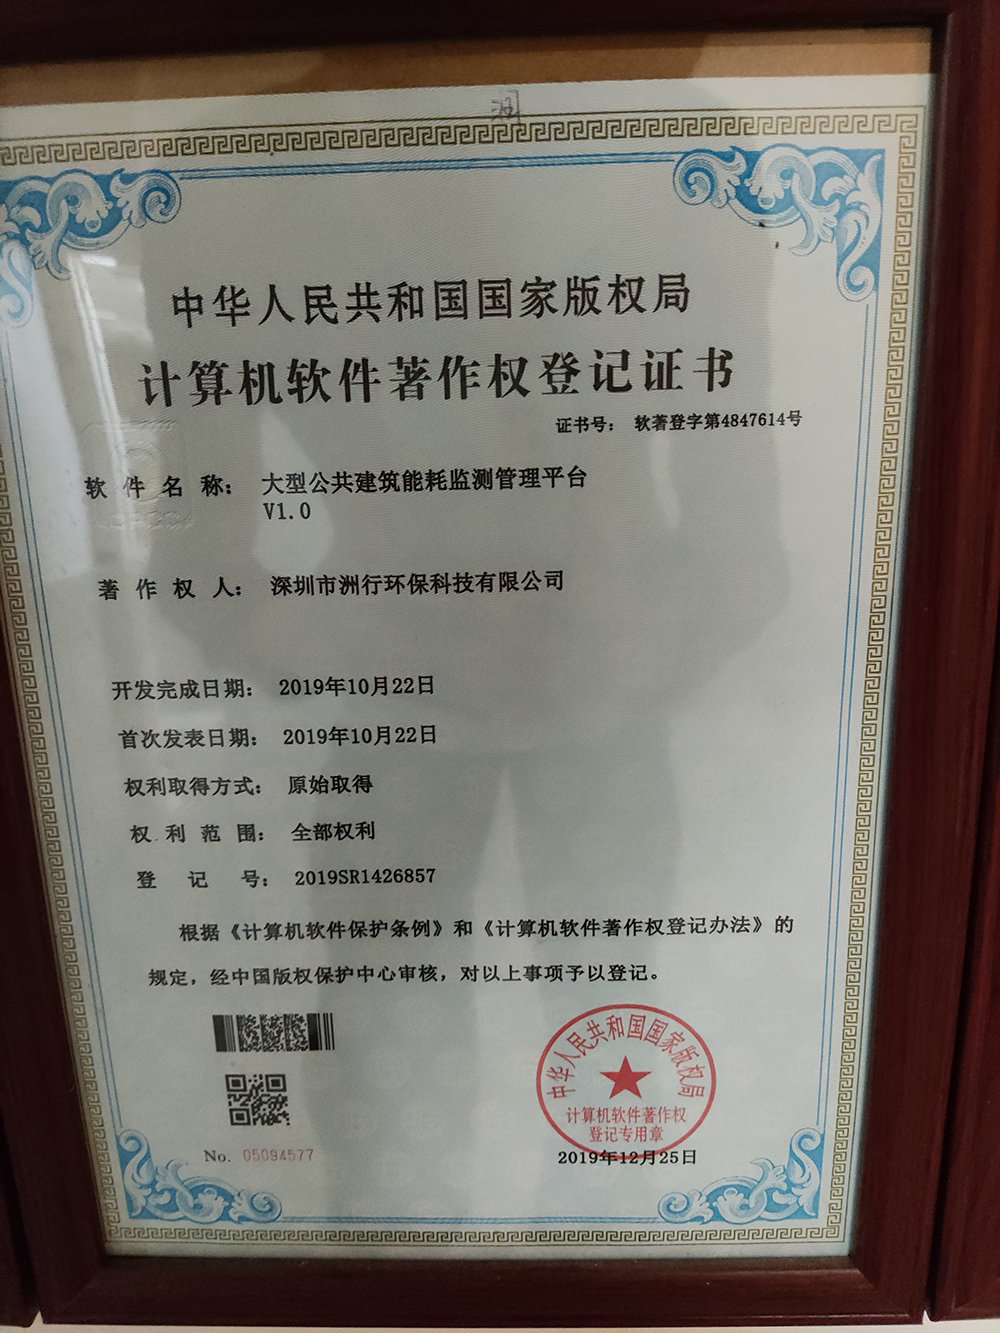 中华人民共和国国家版权局
计算机软件著作权登记证书
证书号： 软著登字第4847614号
软件名称： 大型公共建筑能耗监测管理平台
V1.0
著作权人： 深圳市洲行环保科技有限公司
开发完成日期： 2019年10月22日
首次发表日期： 2019年10月22日
权利取得方式： 原始取得
权利范围： 全部权利
登记号： 2019SR1426857
根据《计算机软件保护条例》和《计算机软件著作权登记办法》的
规定，经中国版权保护中心审核，对以上事项予以登记。
中华人民共和国国家版权局
计算机软件著作权
登记专用章
No. 05094577
2019年12月25日